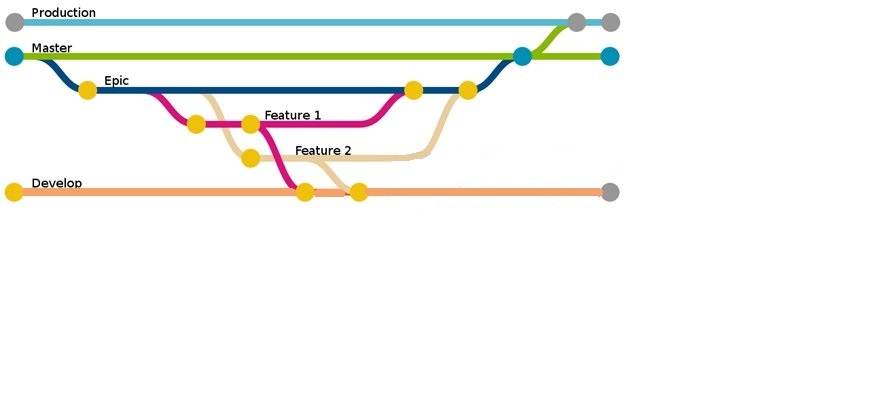 Production
Master
Epic
Feature 1
Feature 2
Develop